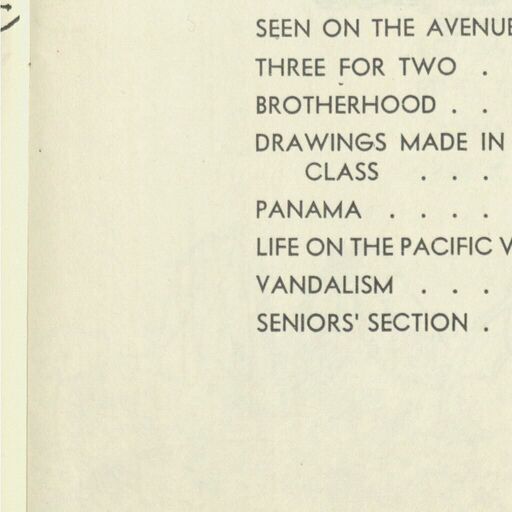 SEEN ON THE AVENUE
THREE FOR TWO .
BROTHERHOOD . .
DRAWINGS MADE IN
CLASS . . .
PANAMA . . . .
LIFE ON THE PACIFIC
VANDALISM . . .
SENIORS' SECTION .